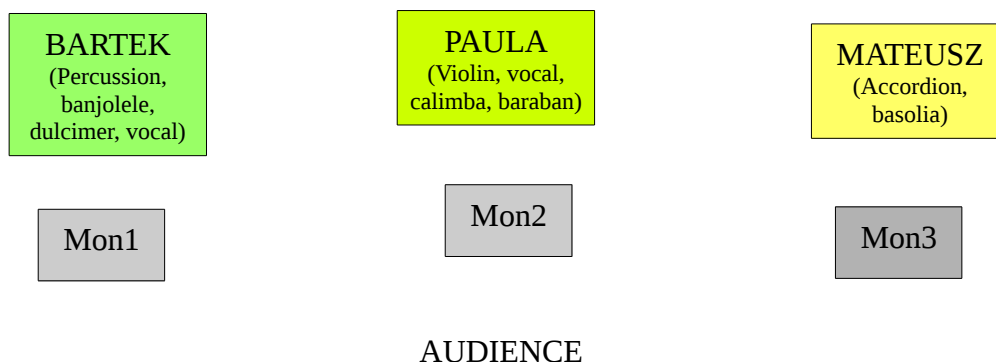 BARTEK
(Percussion,
banjolele,
dulcimer, vocal)
PAULA
(Violin, vocal,
calimba, baraban)
MATEUSZ
(Accordion,
basolia)
Mon1
Mon2
Mon3
AUDIENCE